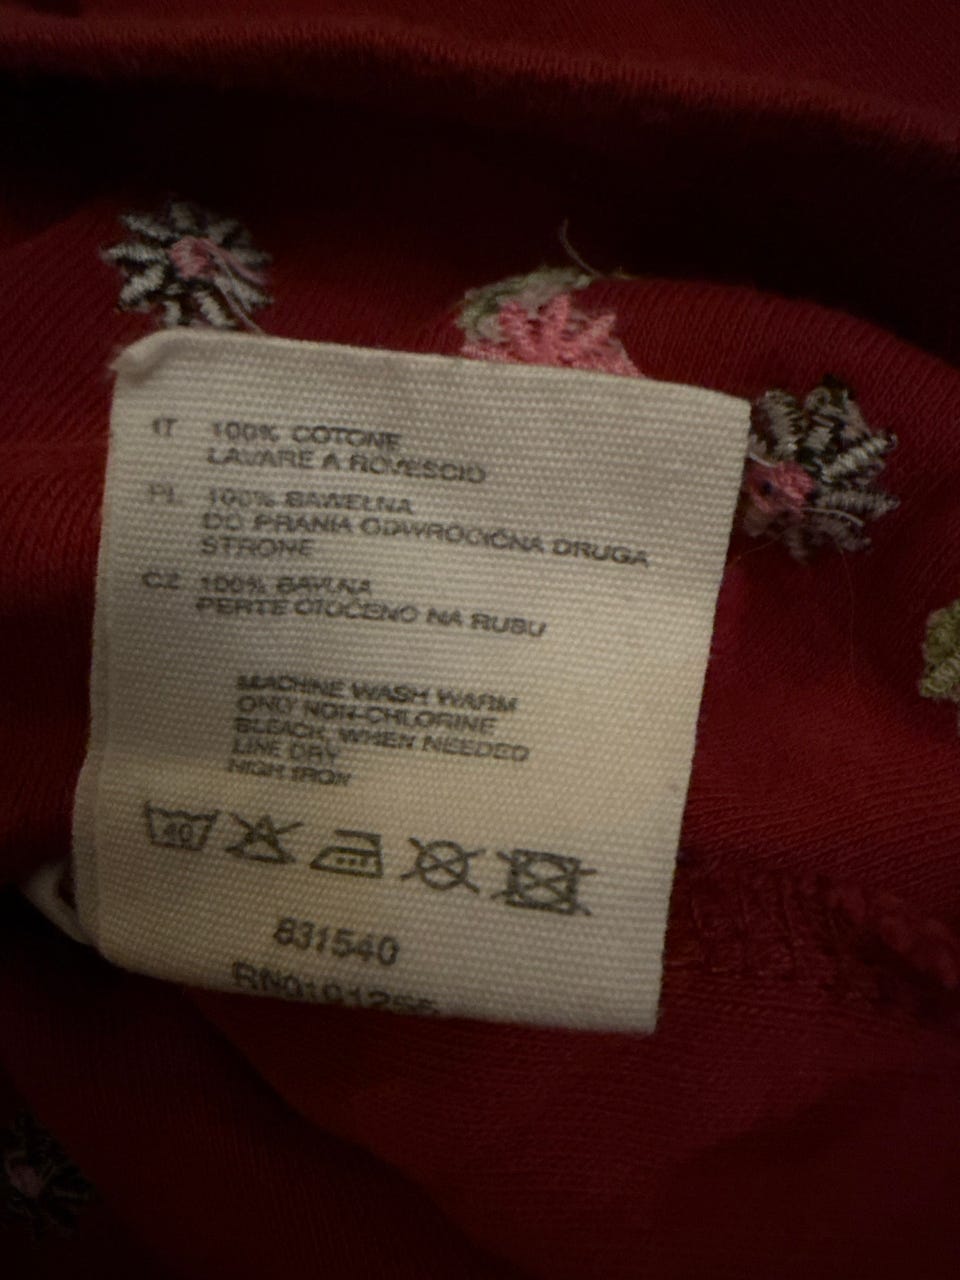 IT 100% COTONE
LAVARE A ROVESCIO
PL 100% BAWEŁNA
DO PRANIA ODWROCIĆNA DRUGA
STRONE
CZ 100% BAVLNA
PERTE OTOČENO NA RUBU
MACHINE WASH WARM
ONLY NON-CHLORINE
BLEACH, WHEN NEEDED
LINE DRY
HIGH IRON
40
831540
RN0101255